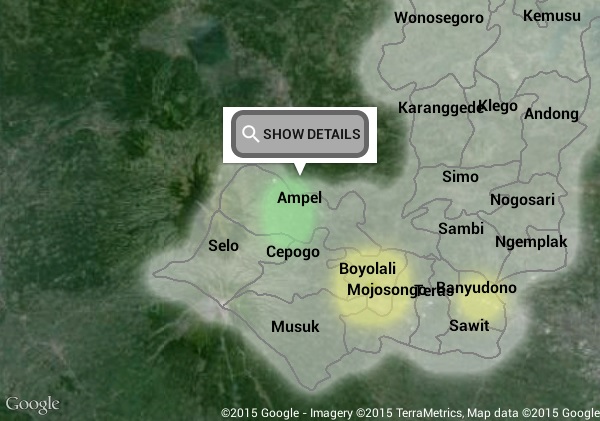 Wonosegoro
Kemusu
Karanggede
Klego
Andong
SHOW DETAILS
Simo
Ampel
Nogosari
Sambi
Selo
Ngemplak
Cepogo
Boyolali
Mojosongo
Teras
Banyudono
Musuk
Sawit
Google
©2015 Google - Imagery ©2015 TerraMetrics, Map data ©2015 Google